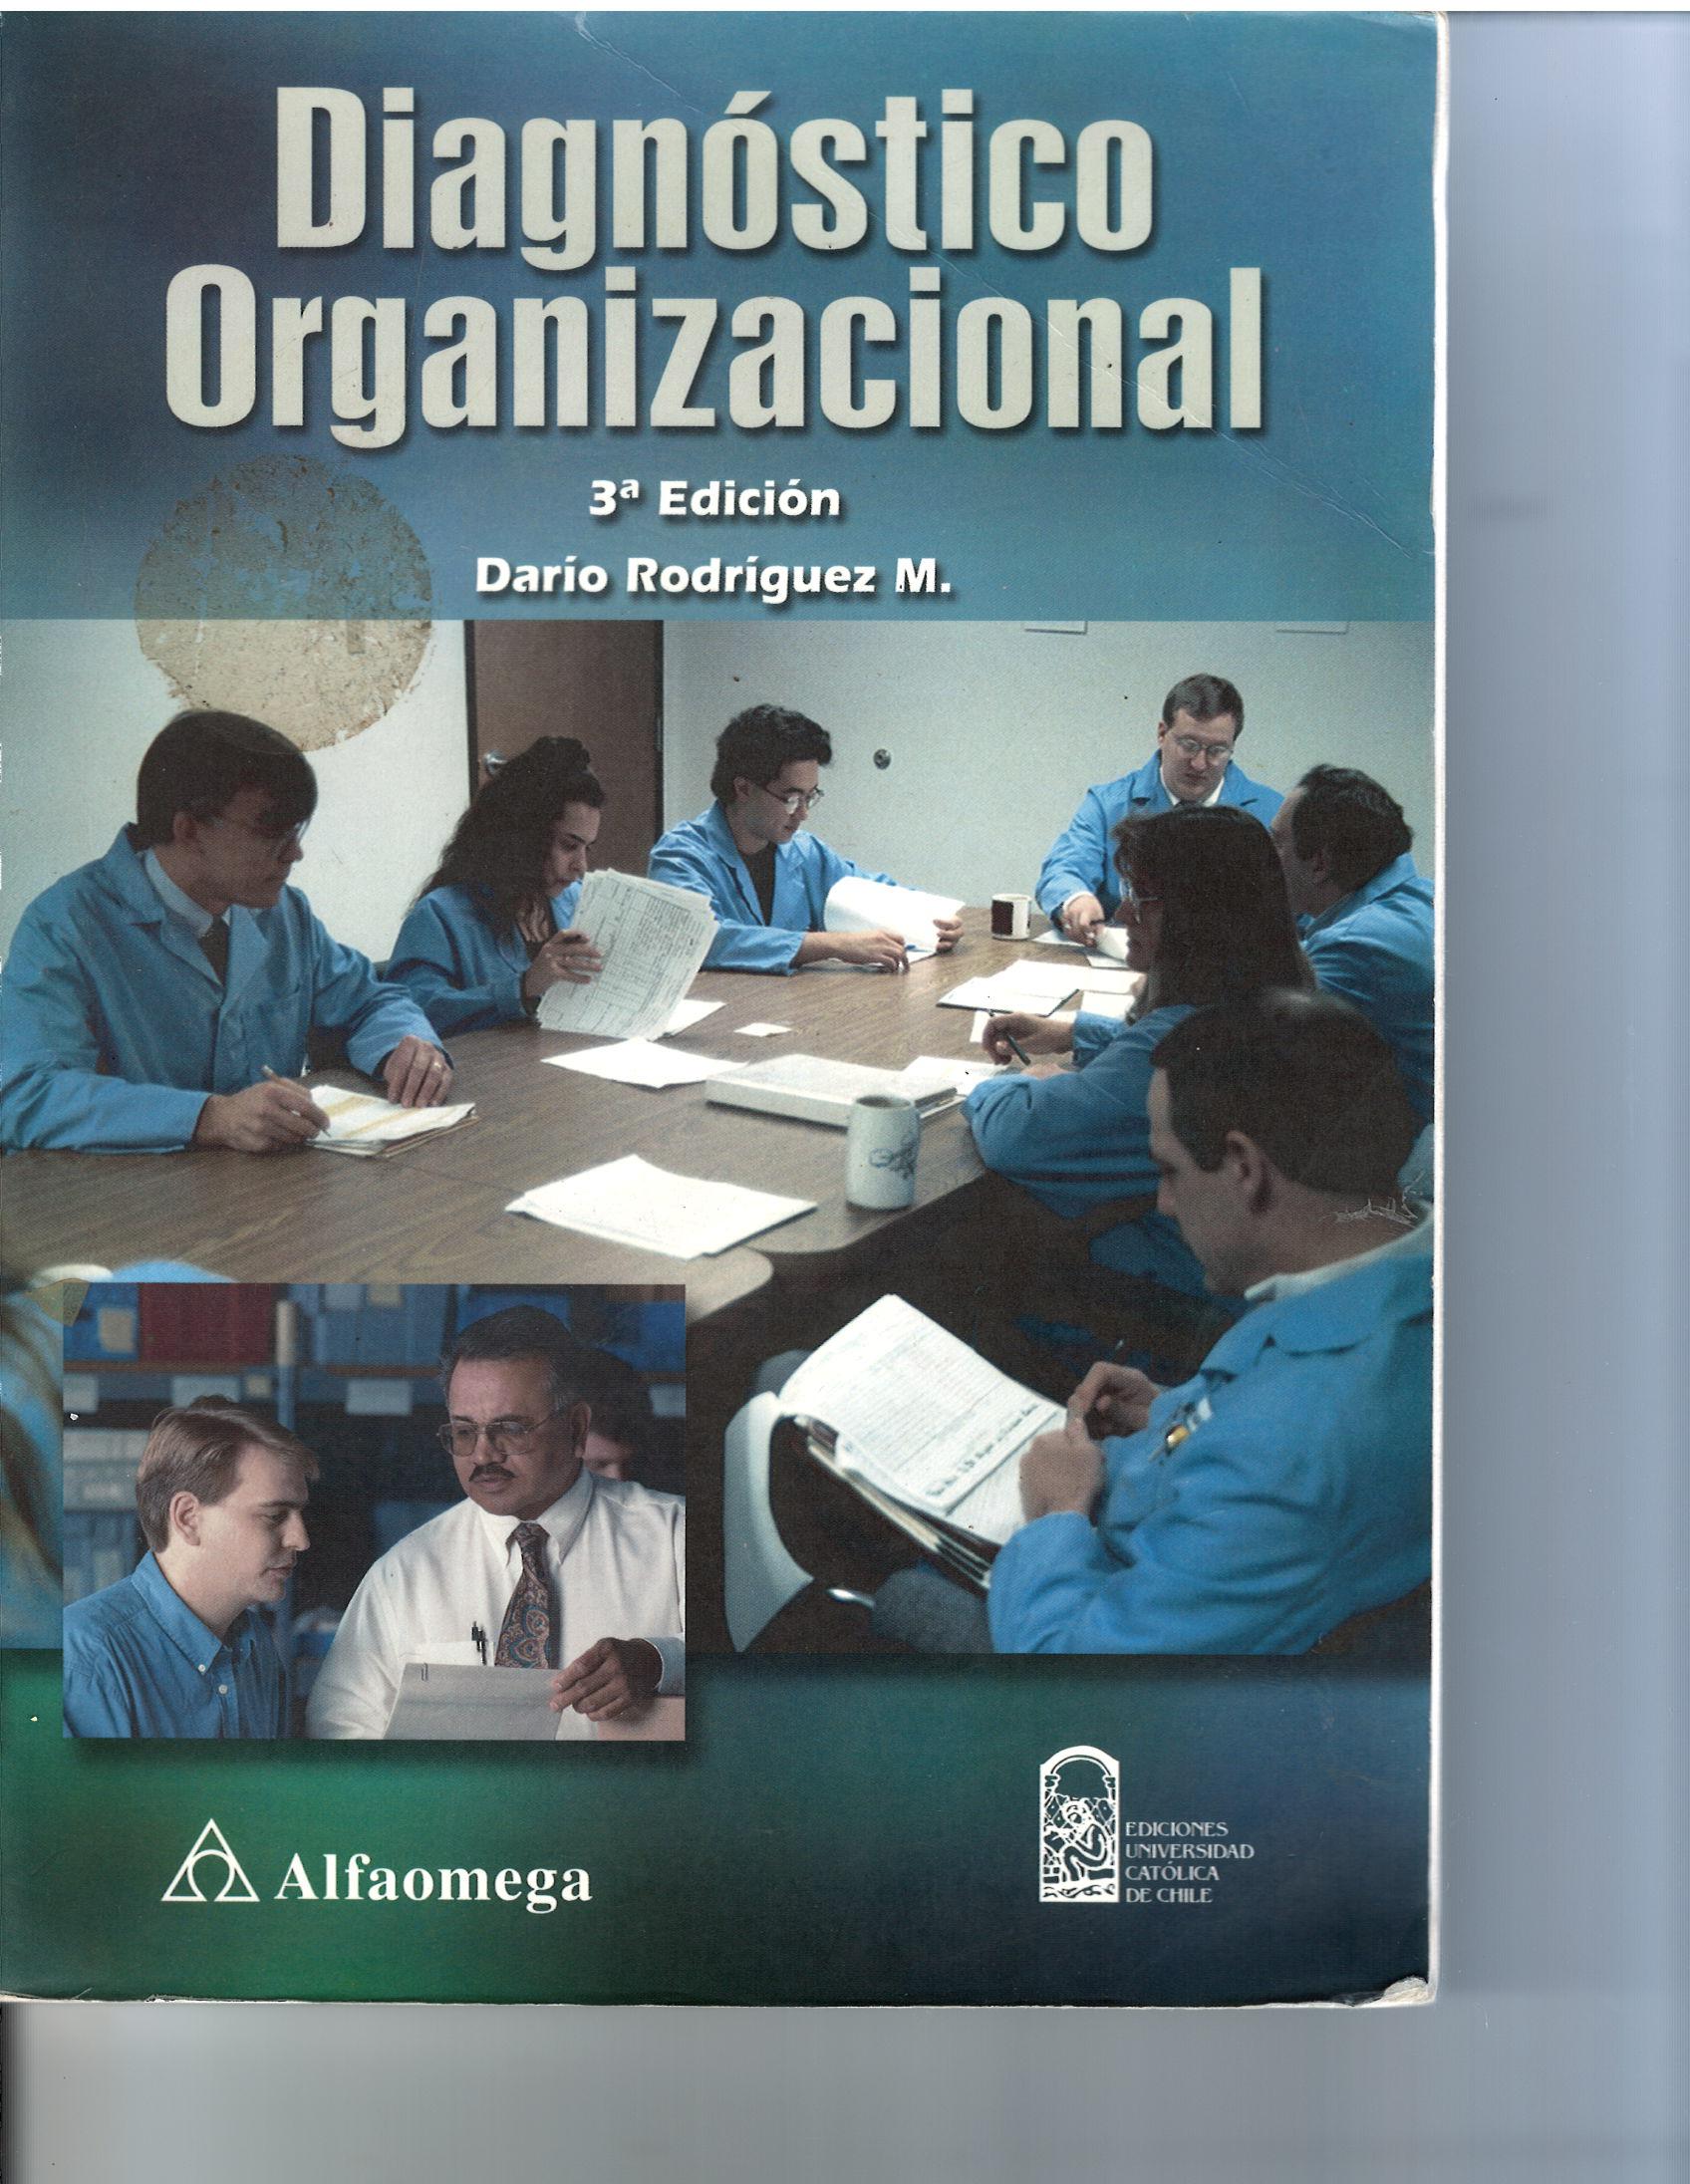 Diagnóstico
Organizacional
3ª Edición
Darío Rodríguez M.
Alfaomega
EDICIONES
UNIVERSIDAD
CATÓLICA
DE CHILE